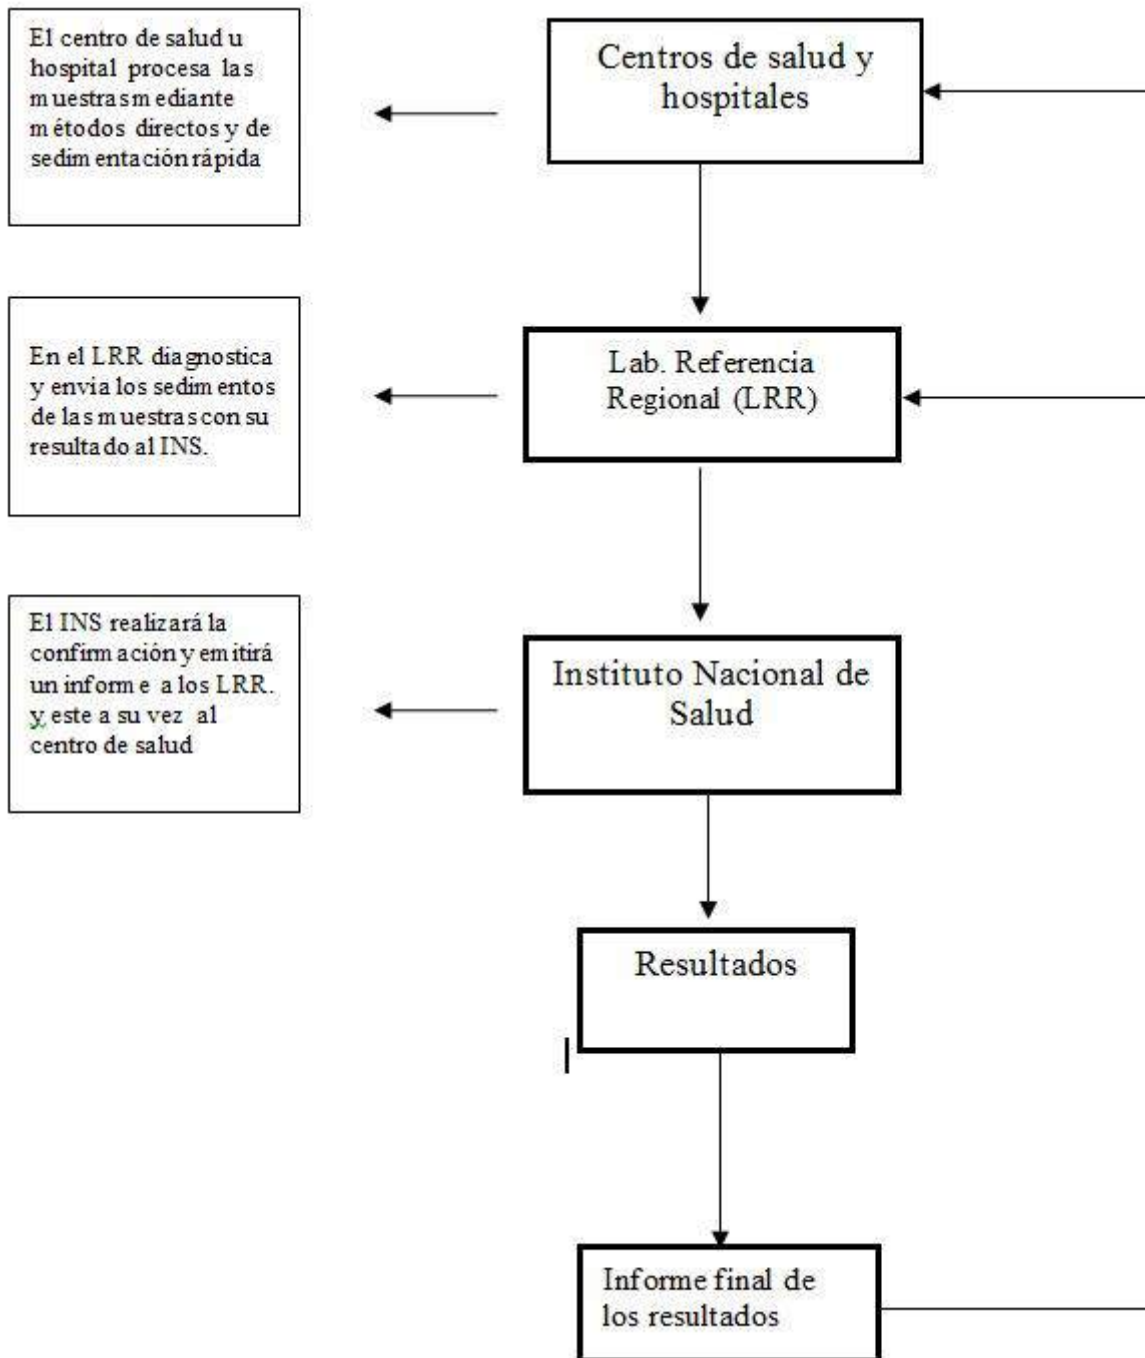 El centro de salud u
hospital procesa las
muestras mediante
métodos directos y de
sedimentación rápida
Centros de salud y
hospitales
En el LRR diagnostica
y envia los sedimentos
de las muestras con su
resultado al INS.
Lab. Referencia
Regional (LRR)
El INS realizará la
confirmación y emitirá
un informe a los LRR.
y este a su vez al
centro de salud
Instituto Nacional de
Salud
Resultados
Informe final de
los resultados